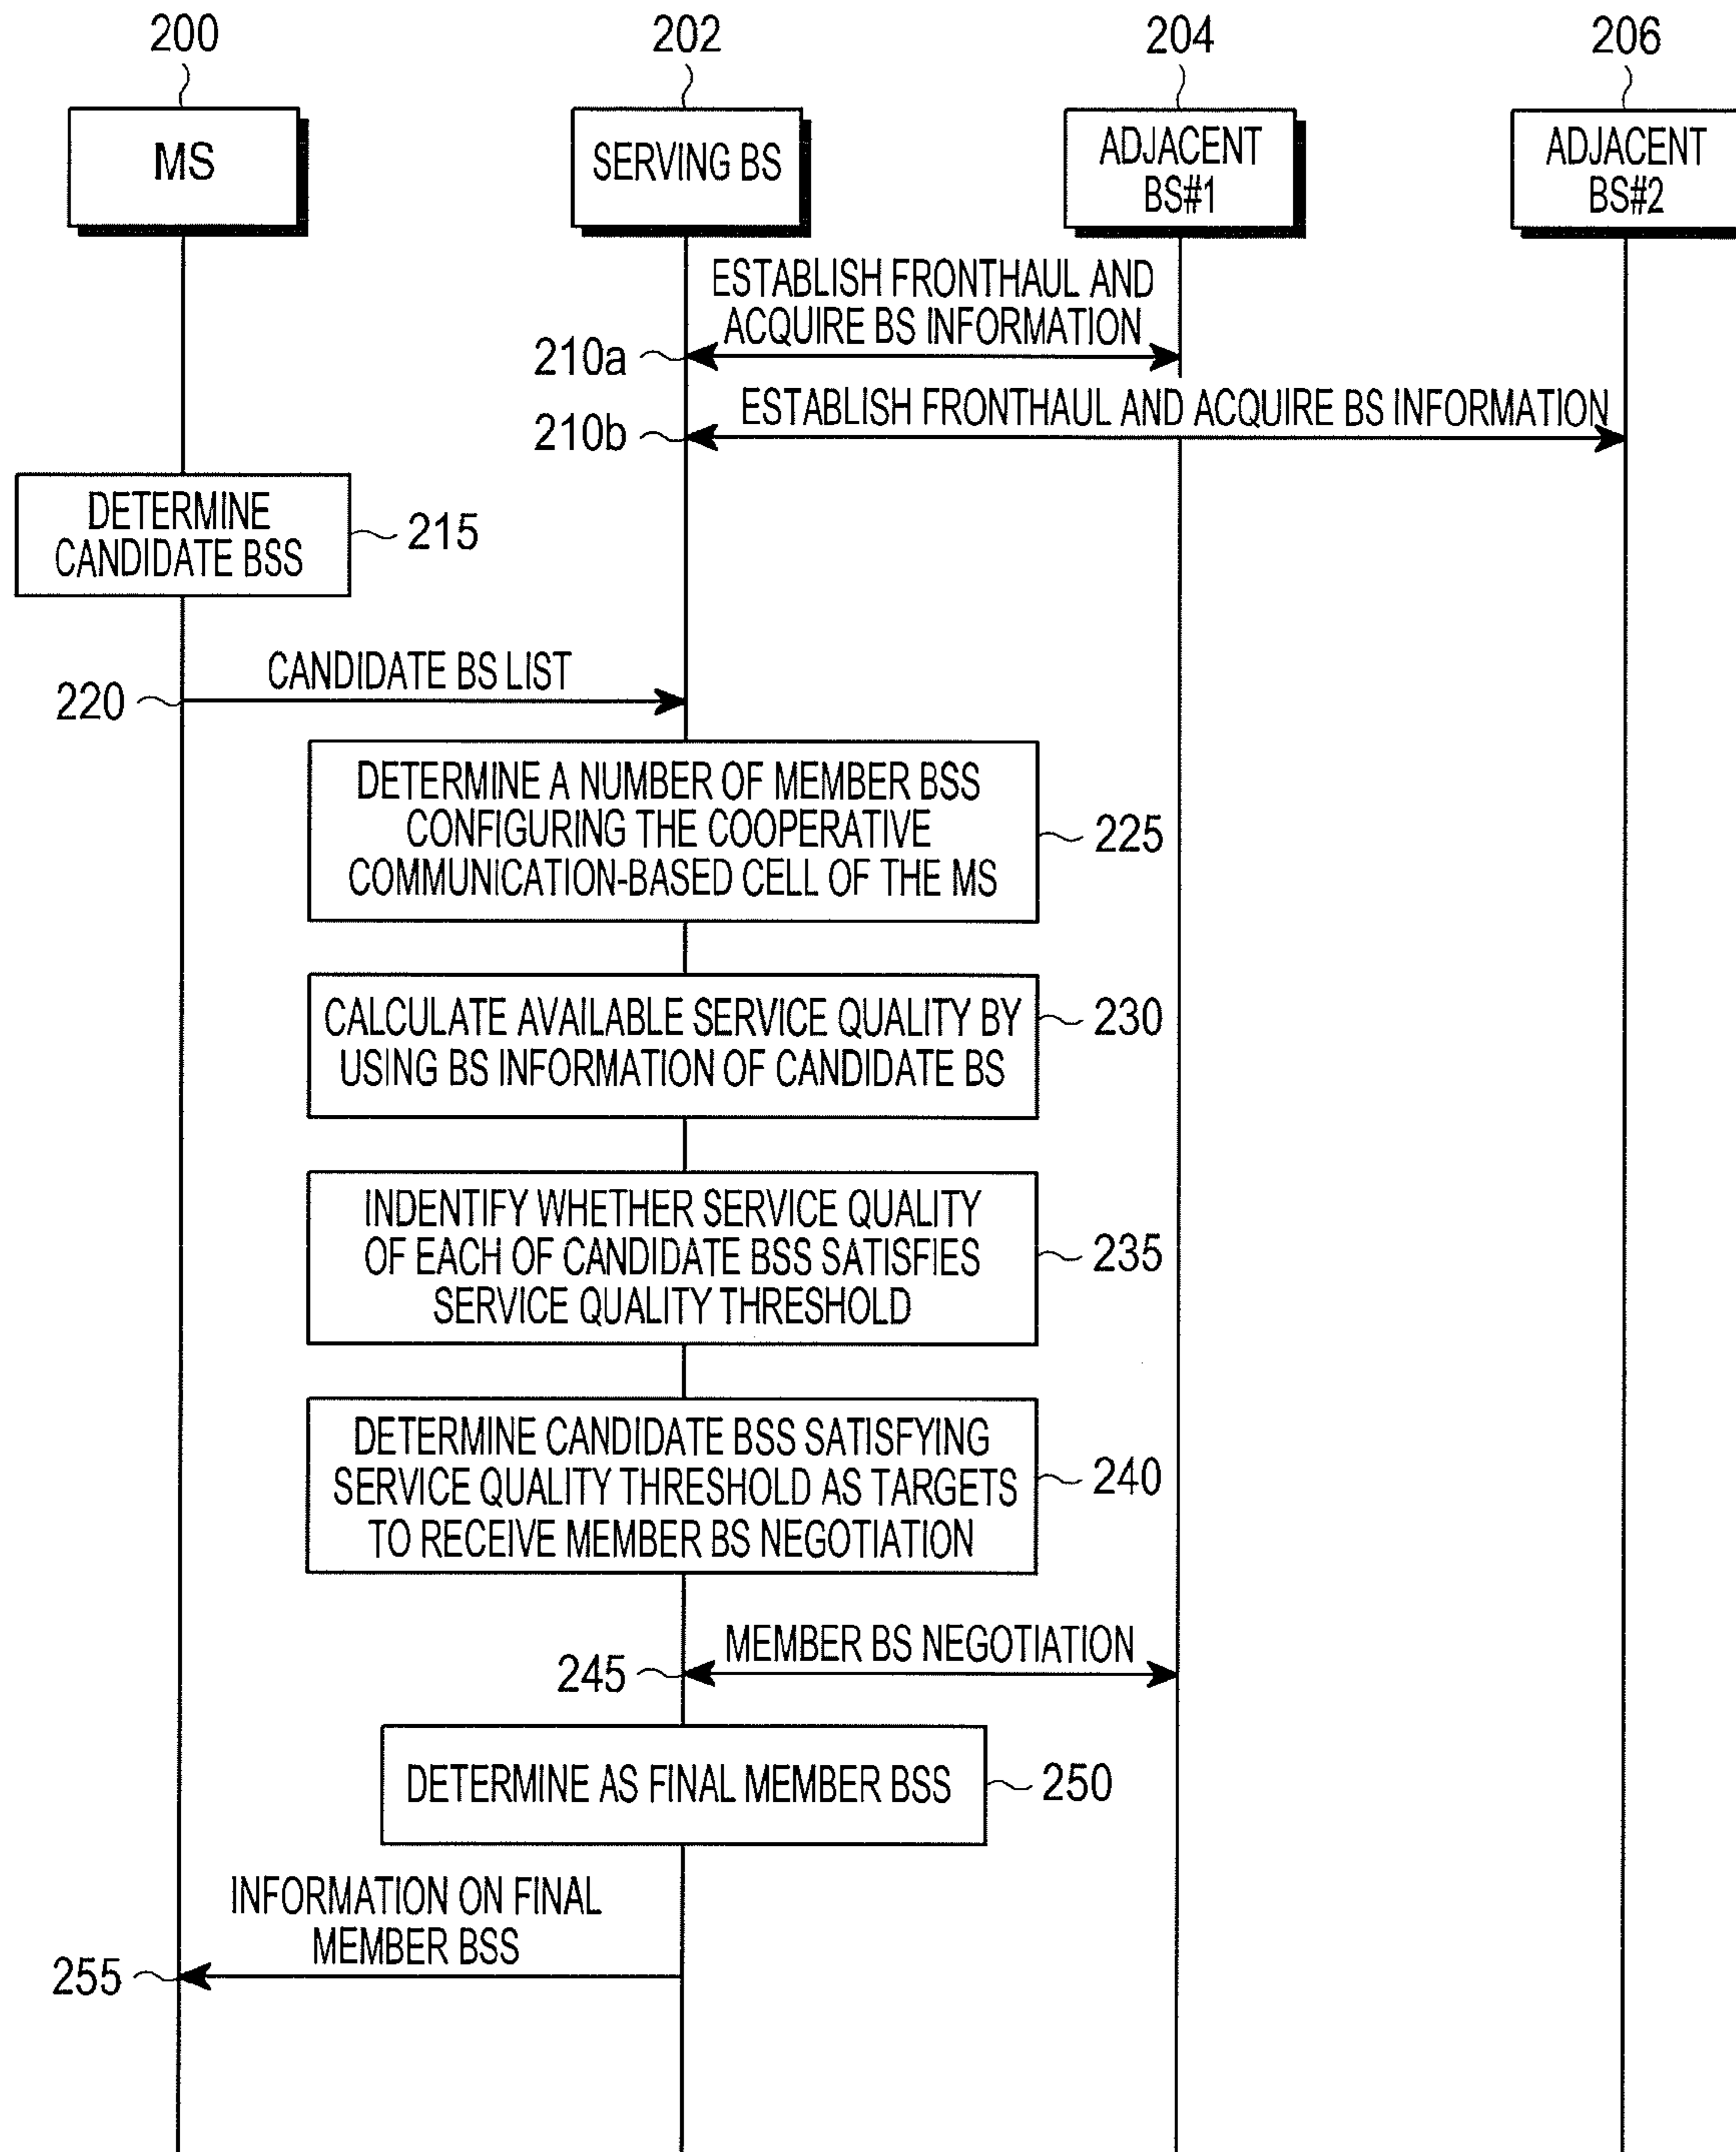 200
202
204
206
MS
SERVING BS
ADJACENT
BS#1
ADJACENT
BS#2
ESTABLISH FRONTHAUL AND
ACQUIRE BS INFORMATION
210a
ESTABLISH FRONTHAUL AND ACQUIRE BS INFORMATION
210b
DETERMINE
CANDIDATE BSS
215
CANDIDATE BS LIST
220
DETERMINE A NUMBER OF MEMBER BSS
CONFIGURING THE COOPERATIVE
COMMUNICATION-BASED CELL OF THE MS
225
CALCULATE AVAILABLE SERVICE QUALITY BY
USING BS INFORMATION OF CANDIDATE BS
230
INDENTIFY WHETHER SERVICE QUALITY
OF EACH OF CANDIDATE BSS SATISFIES
SERVICE QUALITY THRESHOLD
235
DETERMINE CANDIDATE BSS SATISFYING
SERVICE QUALITY THRESHOLD AS TARGETS
TO RECEIVE MEMBER BS NEGOTIATION
240
MEMBER BS NEGOTIATION
245
DETERMINE AS FINAL MEMBER BSS
250
INFORMATION ON FINAL
MEMBER BSS
255